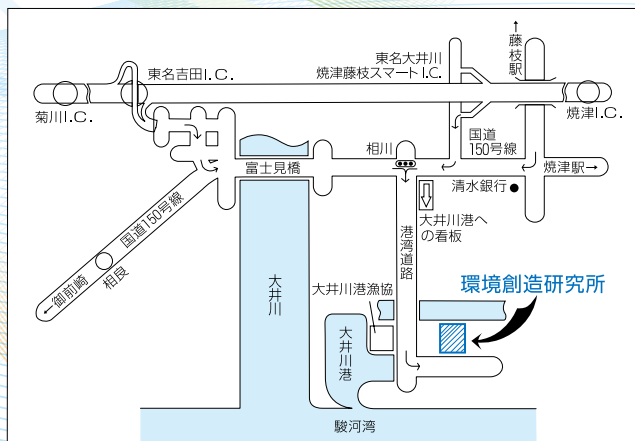 ←藤枝駅
東名大井川
焼津藤枝スマートI.C.
東名吉田I.C.
菊川I.C.
焼津I.C.
国道
150号線
相川
富士見橋
焼津駅→
清水銀行
大井川港へ
の看板
国道150号線
港湾道路
相良
←御前崎
大井川
大井川港漁協
環境創造研究所
大井川港
駿河湾